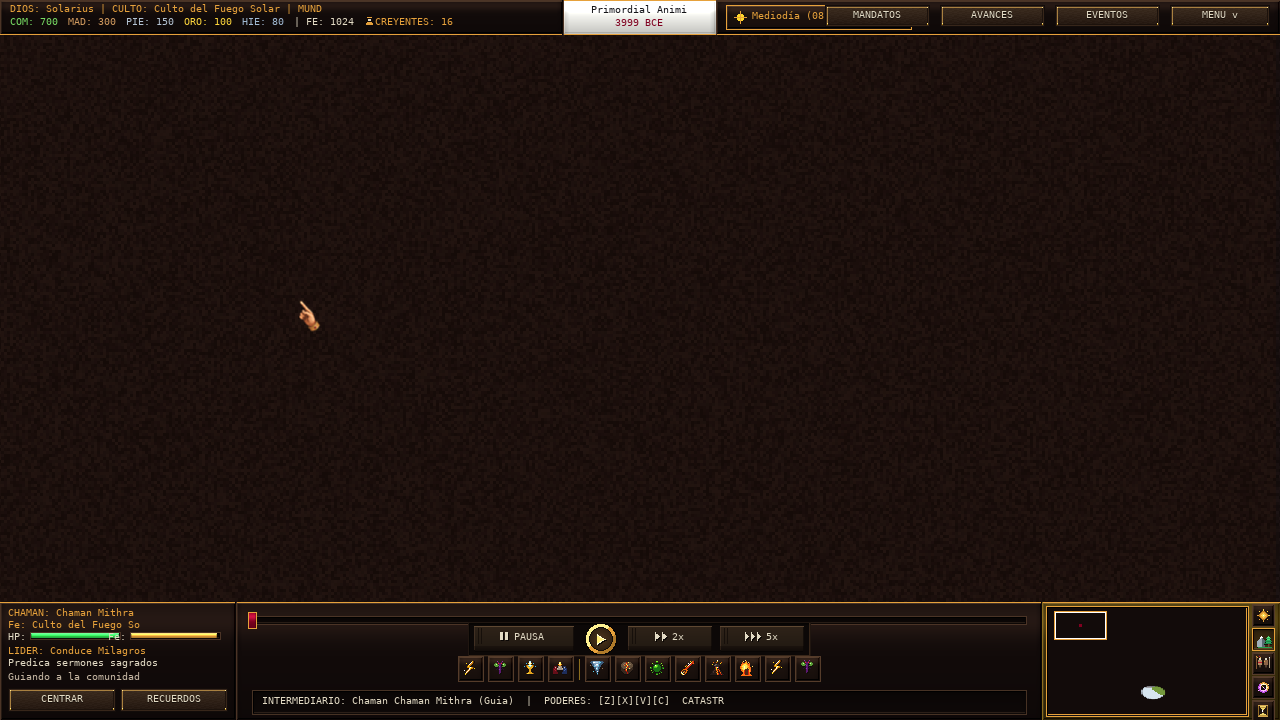 DIOS: Solarius | CULTO: Culto del Fuego Solar | MUND
COM: 700 MAD: 300 PIE: 150 ORO: 100 HIE: 80 | FE: 1024 CREYENTES: 16
Primordial Animi
3999 BCE
Mediodía (08
MANDATOS
AVANCES
EVENTOS
MENU v
CHAMAN: Chaman Mithra
Fe: Culto del Fuego So
HP: FE:
LIDER: Conduce Milagros
Predica sermones sagrados
Guiando a la comunidad
CENTRAR
RECUERDOS
PAUSA
2x
5x
INTERMEDIARIO: Chaman Chaman Mithra (Guia) | PODERES: [Z][X][V][C] CATASTR